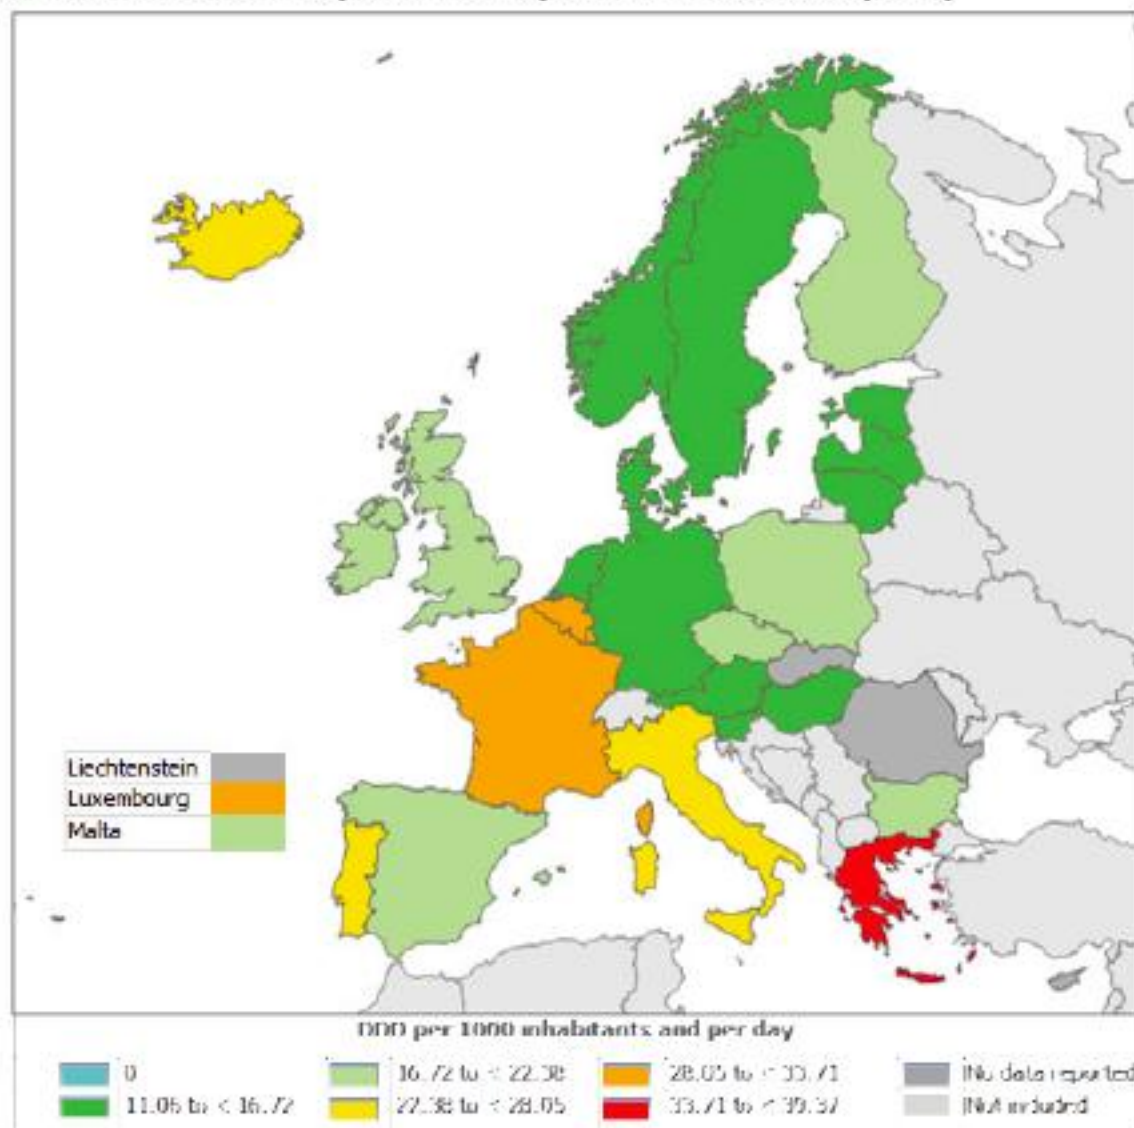 Liechtenstein
Luxembourg
Malta
DDD per 1000 inhabitants and per day
0
16.72 to < 22.38
28.05 to < 33.71
No data reported
11.06 to < 16.72
22.38 to < 28.05
33.71 to < 39.37
Not included